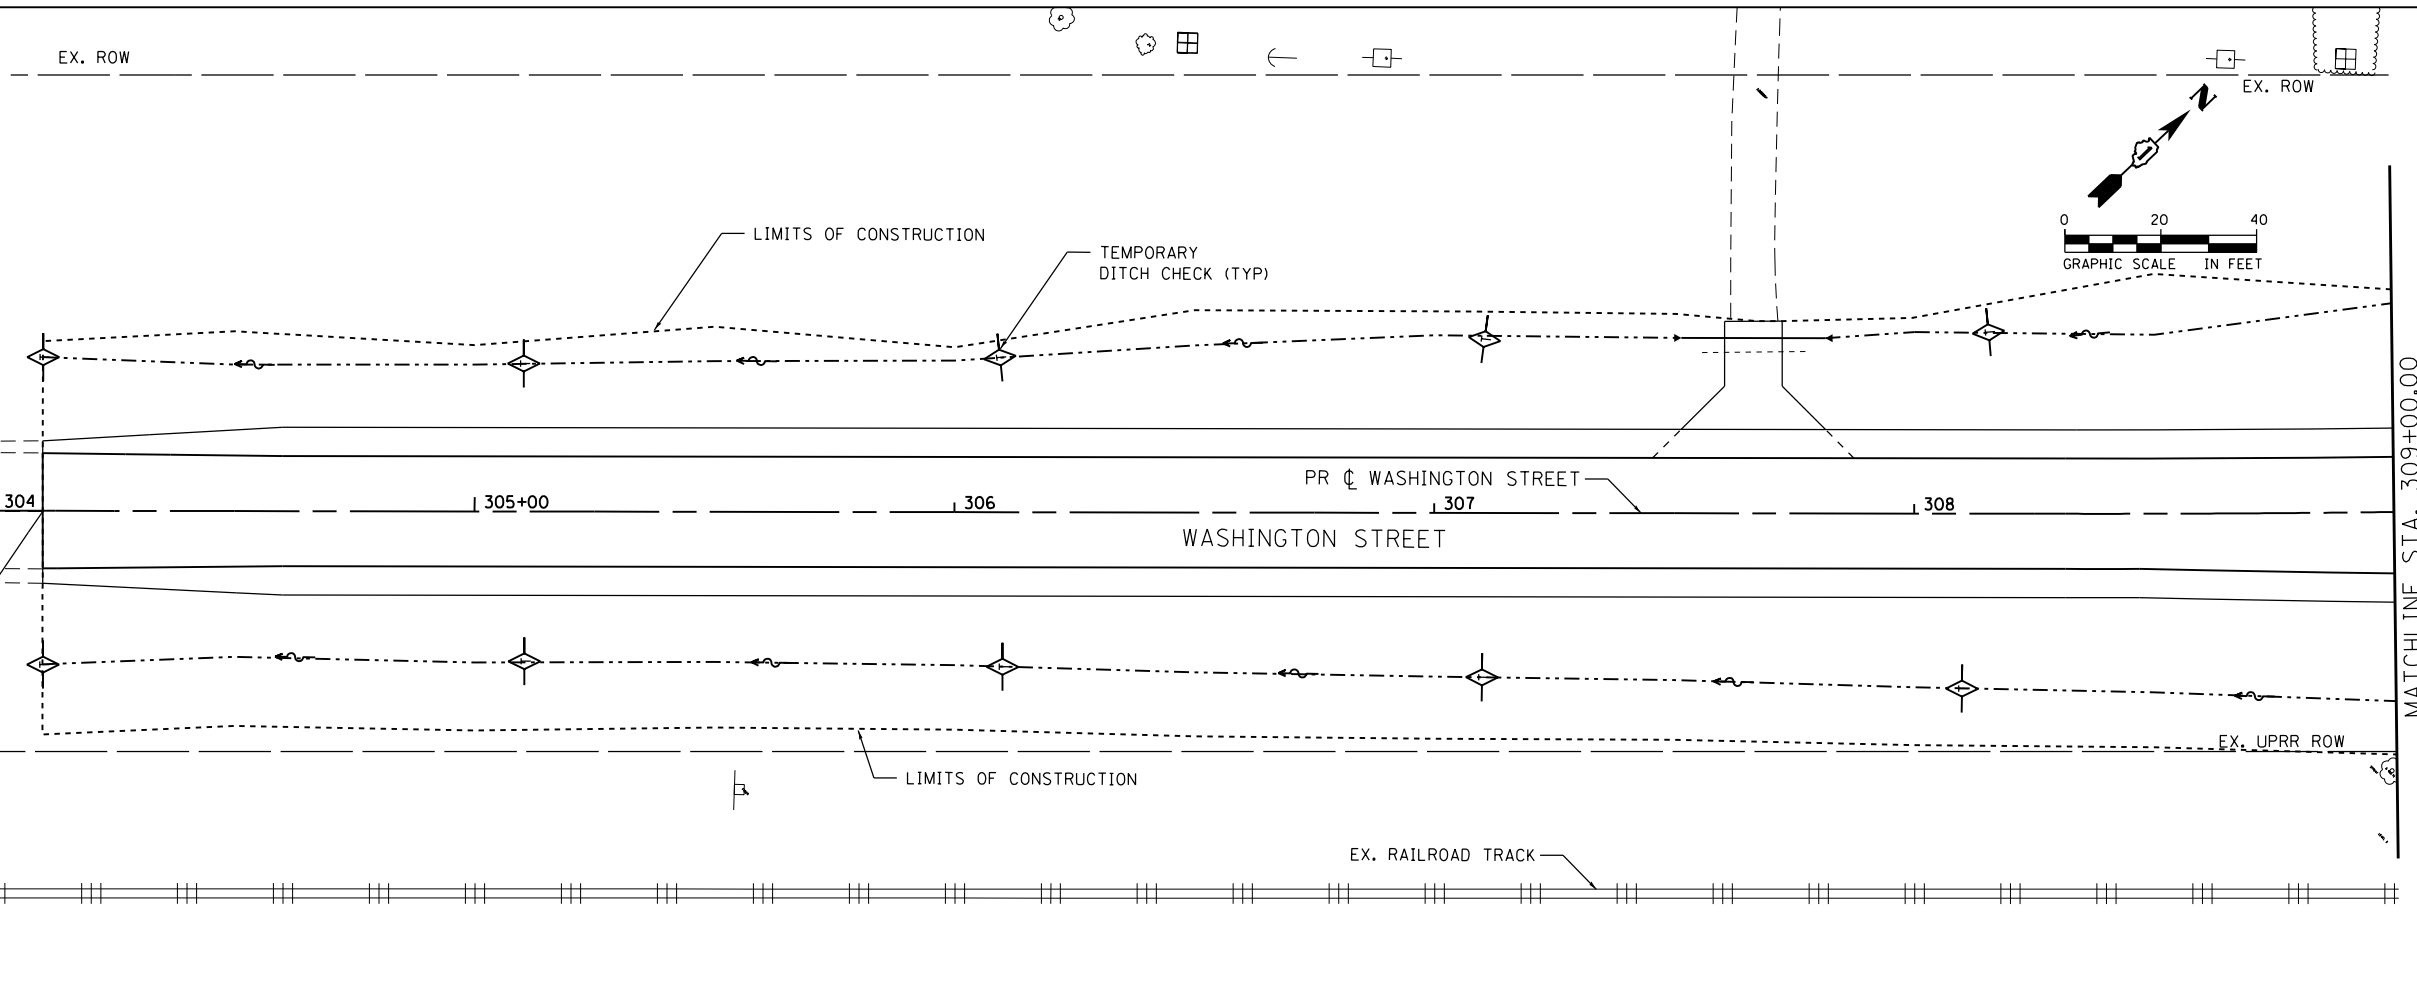 EX. ROW
EX. ROW
N
0 20 40
GRAPHIC SCALE IN FEET
LIMITS OF CONSTRUCTION
TEMPORARY
DITCH CHECK (TYP)
PR ℄ WASHINGTON STREET
304 305+00 306 307 308
WASHINGTON STREET
MATCHLINE STA. 309+00.00
EX. UPRR ROW
LIMITS OF CONSTRUCTION
EX. RAILROAD TRACK